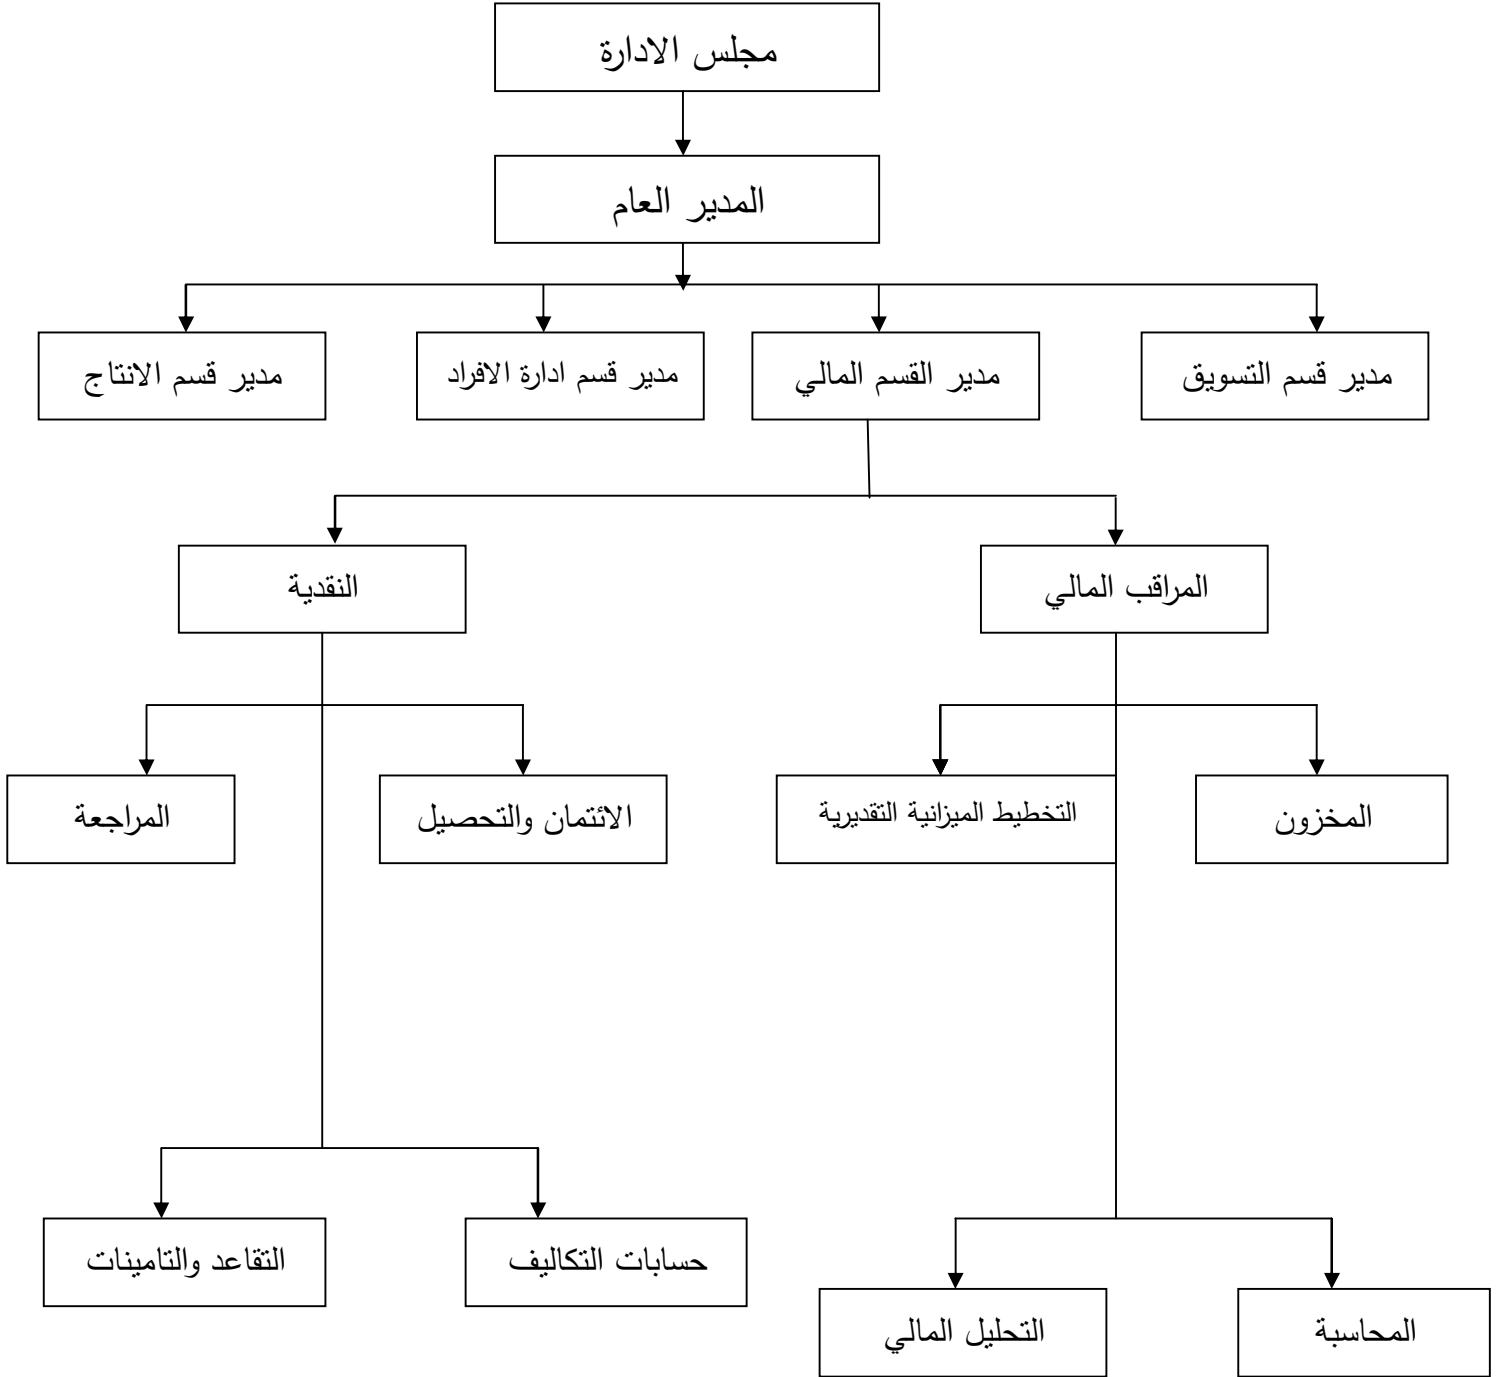 مجلس الادارة
المدير العام
مدير قسم التسويق
مدير القسم المالي
مدير قسم ادارة الافراد
مدير قسم الانتاج
المراقب المالي
النقدية
المخزون
التخطيط الميزانية التقديرية
الائتمان والتحصيل
المراجعة
حسابات التكاليف
التقاعد والتامينات
المحاسبة
التحليل المالي